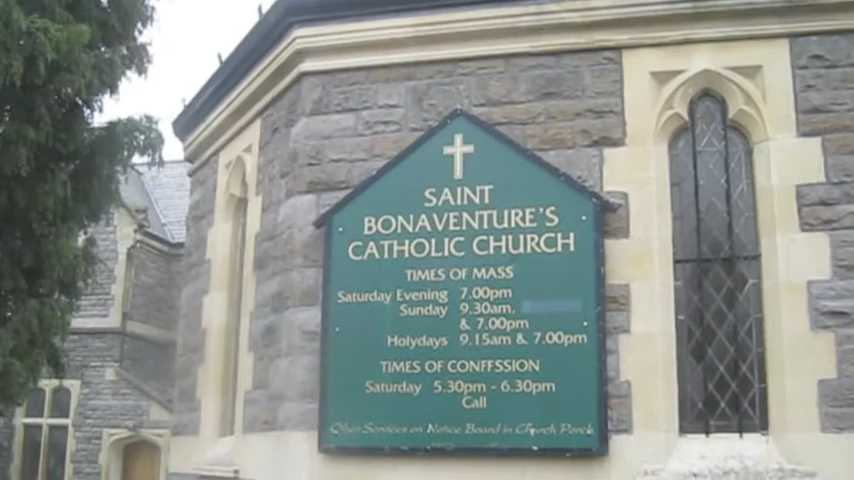 SAINT
BONAVENTURE'S
CATHOLIC CHURCH
TIMES OF MASS
Saturday Evening 7.00pm
Sunday 9.30am,
& 7.00pm
Holydays 9.15am & 7.00pm
TIMES OF CONFFSSION
Saturday 5.30pm - 6.30pm
Call
Other Services on Notice Board in Church Porch